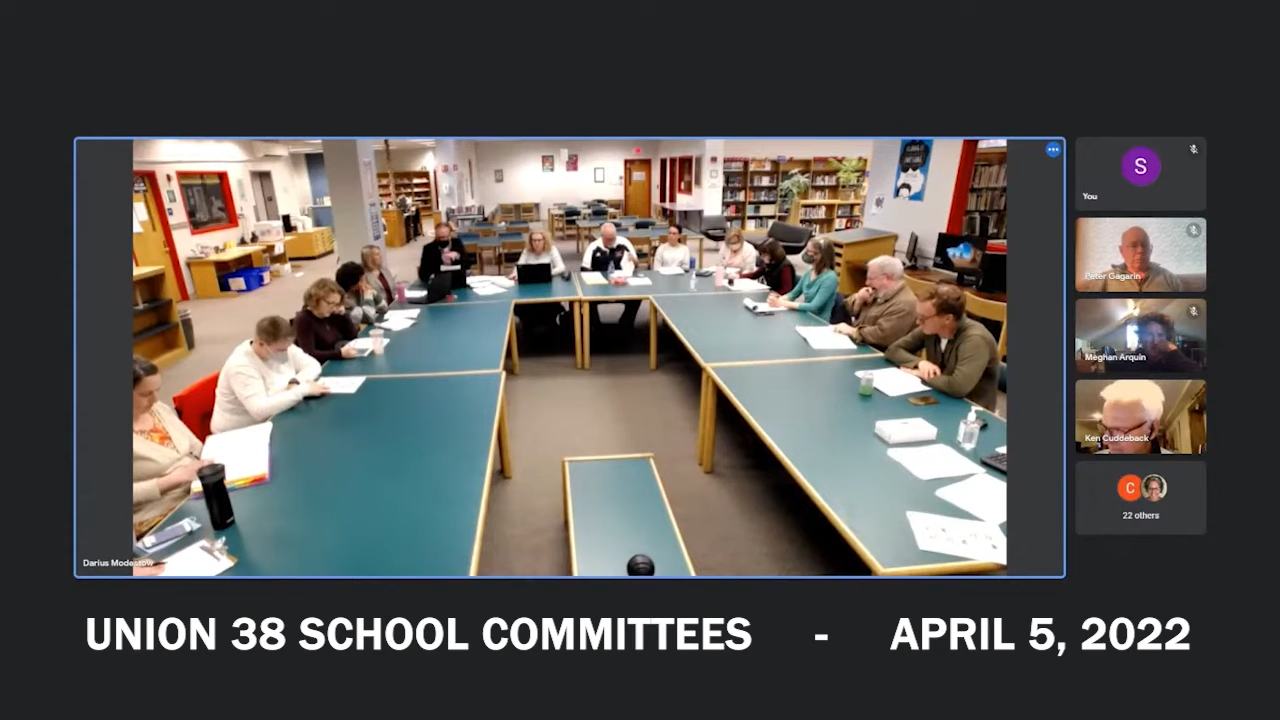 S
You
Peter Gagarin
Meghan Arquin
Ken Cuddeback
C
22 others
Darius Modestow
UNION 38 SCHOOL COMMITTEES - APRIL 5, 2022